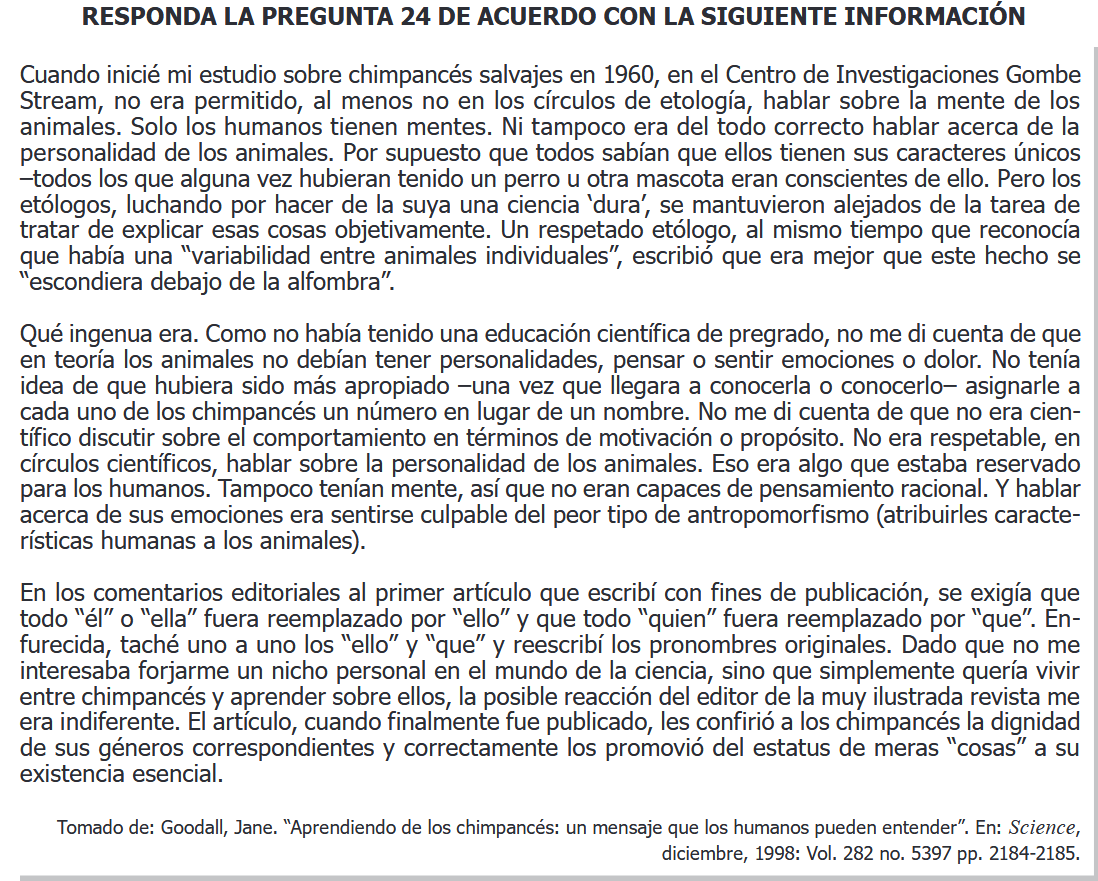 RESPONDA LA PREGUNTA 24 DE ACUERDO CON LA SIGUIENTE INFORMACIÓN
Cuando inicié mi estudio sobre chimpancés salvajes en 1960, en el Centro de Investigaciones Gombe
Stream, no era permitido, al menos no en los círculos de etología, hablar sobre la mente de los
animales. Solo los humanos tienen mentes. Ni tampoco era del todo correcto hablar acerca de la
personalidad de los animales. Por supuesto que todos sabían que ellos tienen sus caracteres únicos
–todos los que alguna vez hubieran tenido un perro u otra mascota eran conscientes de ello. Pero los
etólogos, luchando por hacer de la suya una ciencia ‘dura’, se mantuvieron alejados de la tarea de
tratar de explicar esas cosas objetivamente. Un respetado etólogo, al mismo tiempo que reconocía
que había una “variabilidad entre animales individuales”, escribió que era mejor que este hecho se
“escondiera debajo de la alfombra”.
Qué ingenua era. Como no había tenido una educación científica de pregrado, no me di cuenta de que
en teoría los animales no debían tener personalidades, pensar o sentir emociones o dolor. No tenía
idea de que hubiera sido más apropiado –una vez que llegara a conocerla o conocerlo– asignarle a
cada uno de los chimpancés un número en lugar de un nombre. No me di cuenta de que no era cien-
tífico discutir sobre el comportamiento en términos de motivación o propósito. No era respetable, en
círculos científicos, hablar sobre la personalidad de los animales. Eso era algo que estaba reservado
para los humanos. Tampoco tenían mente, así que no eran capaces de pensamiento racional. Y hablar
acerca de sus emociones era sentirse culpable del peor tipo de antropomorfismo (atribuirles caracte-
rísticas humanas a los animales).
En los comentarios editoriales al primer artículo que escribí con fines de publicación, se exigía que
todo “él” o “ella” fuera reemplazado por “ello” y que todo “quien” fuera reemplazado por “que”. En-
furecida, taché uno a uno los “ello” y “que” y reescribí los pronombres originales. Dado que no me
interesaba forjarme un nicho personal en el mundo de la ciencia, sino que simplemente quería vivir
entre chimpancés y aprender sobre ellos, la posible reacción del editor de la muy ilustrada revista me
era indiferente. El artículo, cuando finalmente fue publicado, les confirió a los chimpancés la dignidad
de sus géneros correspondientes y correctamente los promovió del estatus de meras “cosas” a su
existencia esencial.
Tomado de: Goodall, Jane. “Aprendiendo de los chimpancés: un mensaje que los humanos pueden entender”. En: Science,
diciembre, 1998: Vol. 282 no. 5397 pp. 2184-2185.